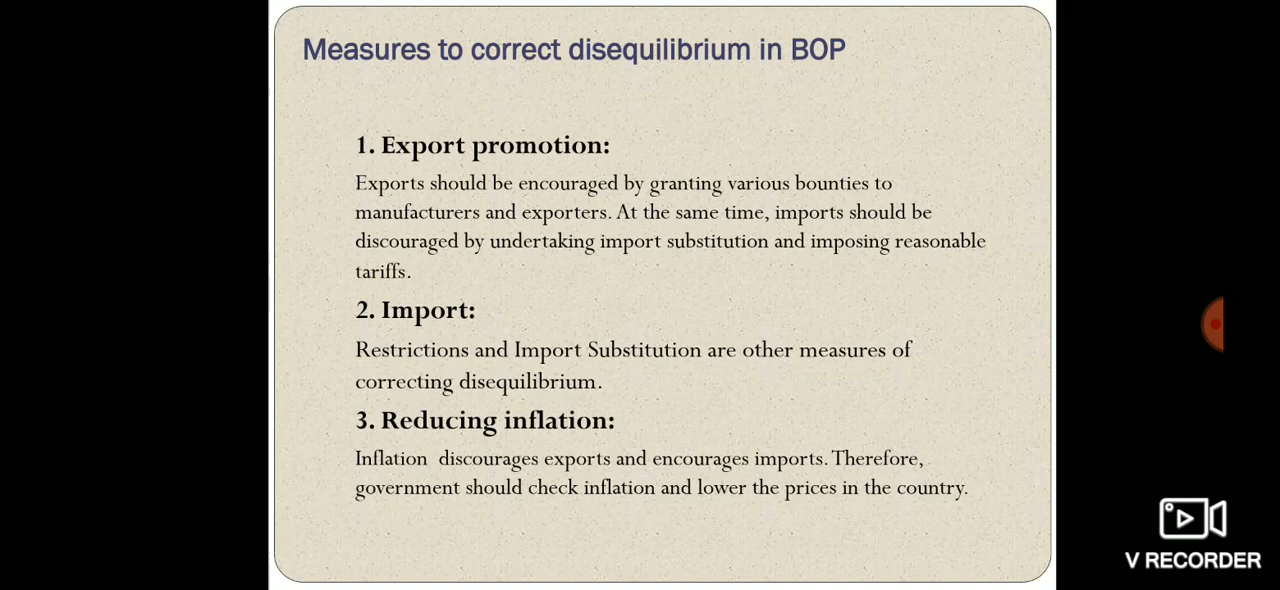 Measures to correct disequilibrium in BOP
1. Export promotion:
Exports should be encouraged by granting various bounties to
manufacturers and exporters. At the same time, imports should be
discouraged by undertaking import substitution and imposing reasonable
tariffs.
2. Import:
Restrictions and Import Substitution are other measures of
correcting disequilibrium.
3. Reducing inflation:
Inflation  discourages exports and encourages imports. Therefore,
government should check inflation and lower the prices in the country.
V RECORDER